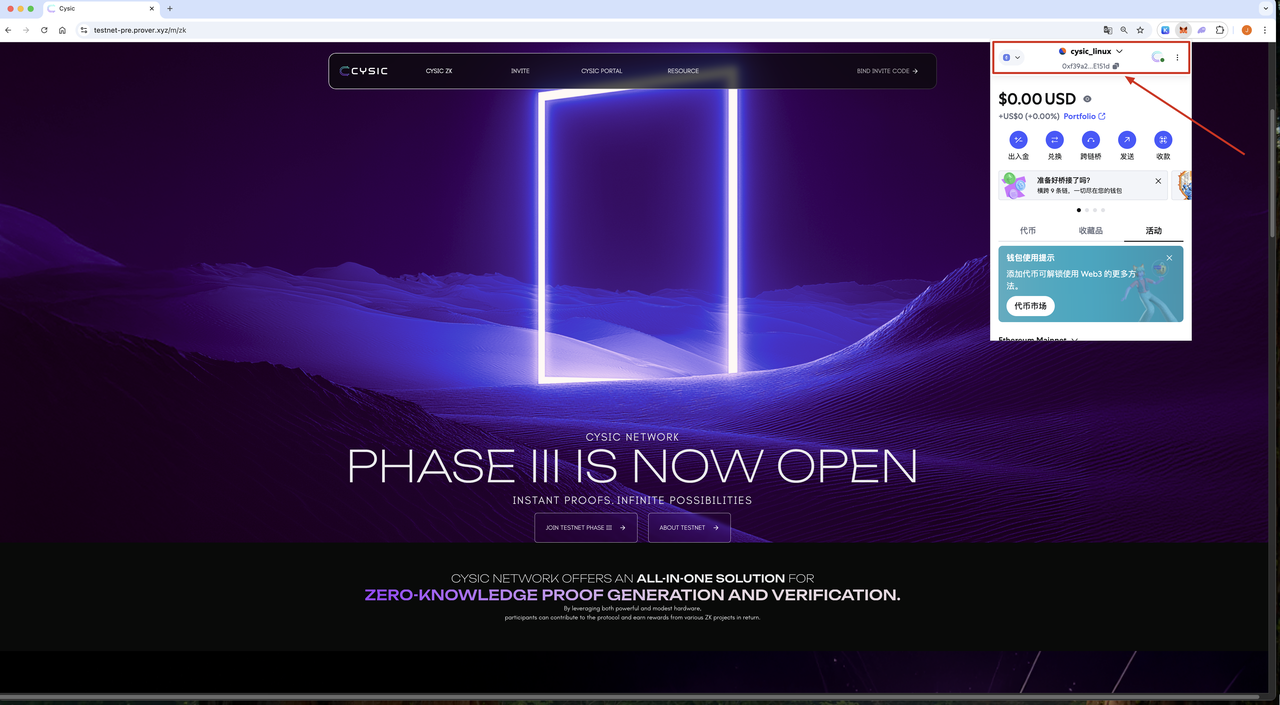 Cysic
testnet-pre.prover.xyz/m/zk
CYSIC
CYSIC ZK
INVITE
CYSIC PORTAL
RESOURCE
BIND INVITE CODE →
cysic_linux
0xf39a2...E151d
$0.00 USD
+US$0 (+0.00%) Portfolio
出入金
兑换
跨链桥
发送
收款
准备好桥接了吗?
横跨 9 条链，一切尽在您的钱包
代币
收藏品
活动
钱包使用提示
添加代币可解锁使用 Web3 的更多方
法。
代币市场
Ethereum Mainnet
CYSIC NETWORK
PHASE III IS NOW OPEN
INSTANT PROOFS. INFINITE POSSIBILITIES
JOIN TESTNET PHASE III →
ABOUT TESTNET →
CYSIC NETWORK OFFERS AN ALL-IN-ONE SOLUTION FOR
ZERO-KNOWLEDGE PROOF GENERATION AND VERIFICATION.
By leveraging both powerful and modest hardware,
participants can contribute to the protocol and earn rewards from various ZK projects in return.